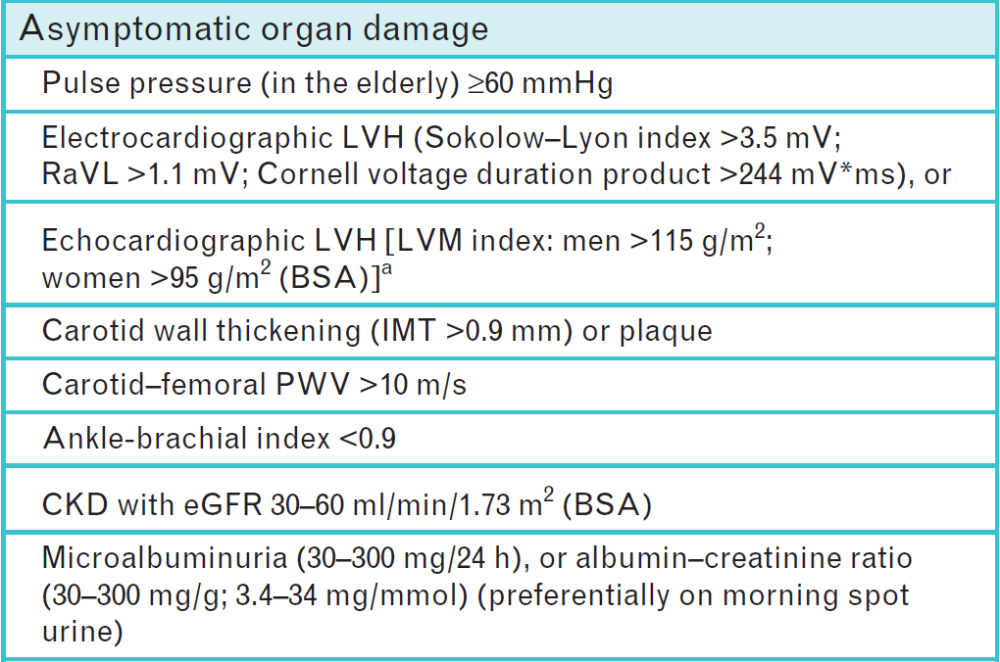 Asymptomatic organ damage
Pulse pressure (in the elderly) ≥60 mmHg
Electrocardiographic LVH (Sokolow–Lyon index >3.5 mV;
RaVL >1.1 mV; Cornell voltage duration product >244 mV*ms), or
Echocardiographic LVH [LVM index: men >115 g/m²;
women >95 g/m² (BSA)]ᵃ
Carotid wall thickening (IMT >0.9 mm) or plaque
Carotid–femoral PWV >10 m/s
Ankle-brachial index <0.9
CKD with eGFR 30–60 ml/min/1.73 m² (BSA)
Microalbuminuria (30–300 mg/24 h), or albumin–creatinine ratio
(30–300 mg/g; 3.4–34 mg/mmol) (preferentially on morning spot
urine)